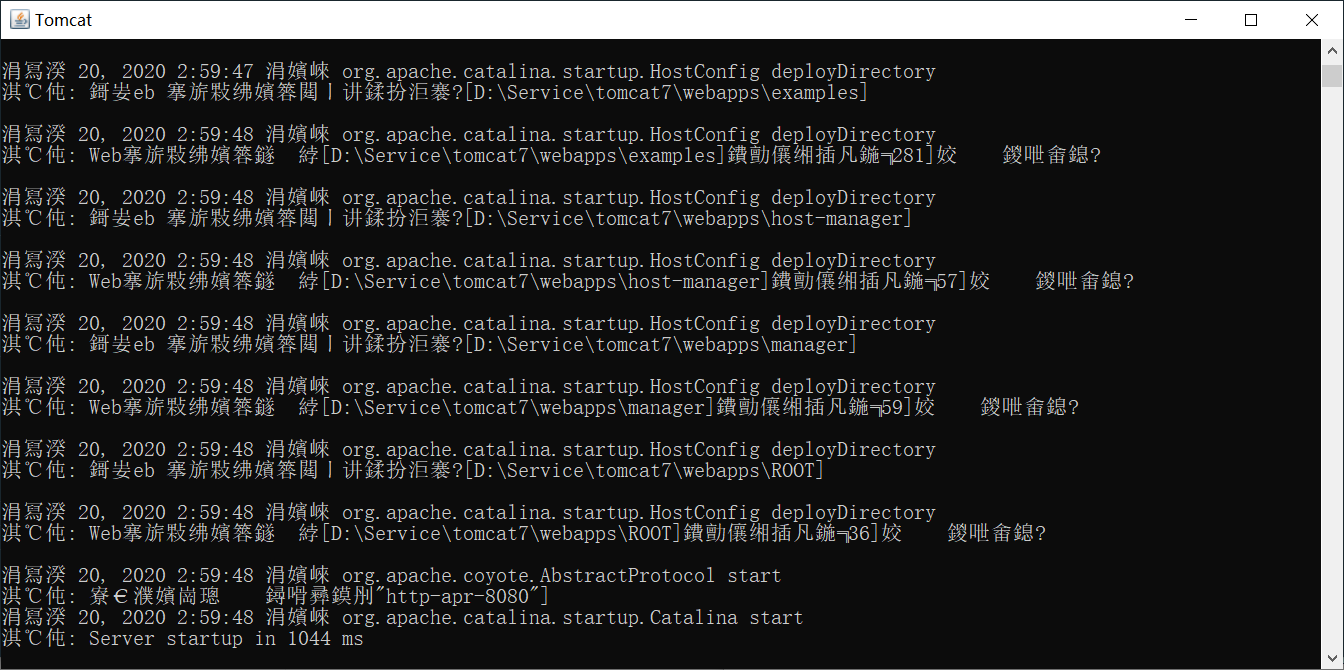 Tomcat
涓冩湀 20, 2020 2:59:47 涓嬪崍 org.apache.catalina.startup.HostConfig deployDirectory
淇℃伅: 鎶妛eb 搴旂敤绋嬪簭閮ㄧ讲鍒扮洰褰?[D:\Service\tomcat7\webapps\examples]
涓冩湀 20, 2020 2:59:48 涓嬪崍 org.apache.catalina.startup.HostConfig deployDirectory
淇℃伅: Web搴旂敤绋嬪簭鐩 綍[D:\Service\tomcat7\webapps\examples]鐨勯儴缃插凡鍦╗281]姣 鍐呭畬鎴?
涓冩湀 20, 2020 2:59:48 涓嬪崍 org.apache.catalina.startup.HostConfig deployDirectory
淇℃伅: 鎶妛eb 搴旂敤绋嬪簭閮ㄧ讲鍒扮洰褰?[D:\Service\tomcat7\webapps\host-manager]
涓冩湀 20, 2020 2:59:48 涓嬪崍 org.apache.catalina.startup.HostConfig deployDirectory
淇℃伅: Web搴旂敤绋嬪簭鐩 綍[D:\Service\tomcat7\webapps\host-manager]鐨勯儴缃插凡鍦╗57]姣 鍐呭畬鎴?
涓冩湀 20, 2020 2:59:48 涓嬪崍 org.apache.catalina.startup.HostConfig deployDirectory
淇℃伅: 鎶妛eb 搴旂敤绋嬪簭閮ㄧ讲鍒扮洰褰?[D:\Service\tomcat7\webapps\manager]
涓冩湀 20, 2020 2:59:48 涓嬪崍 org.apache.catalina.startup.HostConfig deployDirectory
淇℃伅: Web搴旂敤绋嬪簭鐩 綍[D:\Service\tomcat7\webapps\manager]鐨勯儴缃插凡鍦╗59]姣 鍐呭畬鎴?
涓冩湀 20, 2020 2:59:48 涓嬪崍 org.apache.catalina.startup.HostConfig deployDirectory
淇℃伅: 鎶妛eb 搴旂敤绋嬪簭閮ㄧ讲鍒扮洰褰?[D:\Service\tomcat7\webapps\ROOT]
涓冩湀 20, 2020 2:59:48 涓嬪崍 org.apache.catalina.startup.HostConfig deployDirectory
淇℃伅: Web搴旂敤绋嬪簭鐩 綍[D:\Service\tomcat7\webapps\ROOT]鐨勯儴缃插凡鍦╗36]姣 鍐呭畬鎴?
涓冩湀 20, 2020 2:59:48 涓嬪崍 org.apache.coyote.AbstractProtocol start
淇℃伅: 寮€濮嬪崗璁 鐞嗗彞鏌刐"http-apr-8080"]
涓冩湀 20, 2020 2:59:48 涓嬪崍 org.apache.catalina.startup.Catalina start
淇℃伅: Server startup in 1044 ms